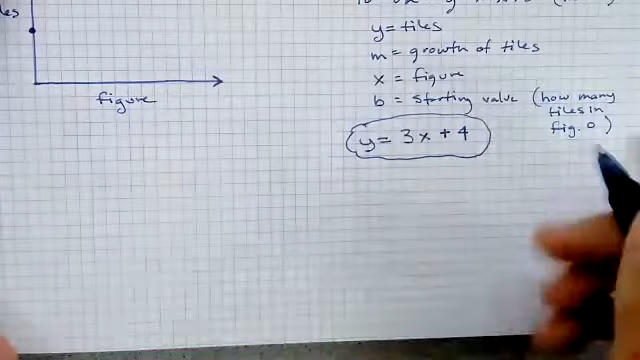 y = tiles
m = growth of tiles
x = figure
b = starting value (how many
tiles in
fig. 0)
y = 3x + 4
figure